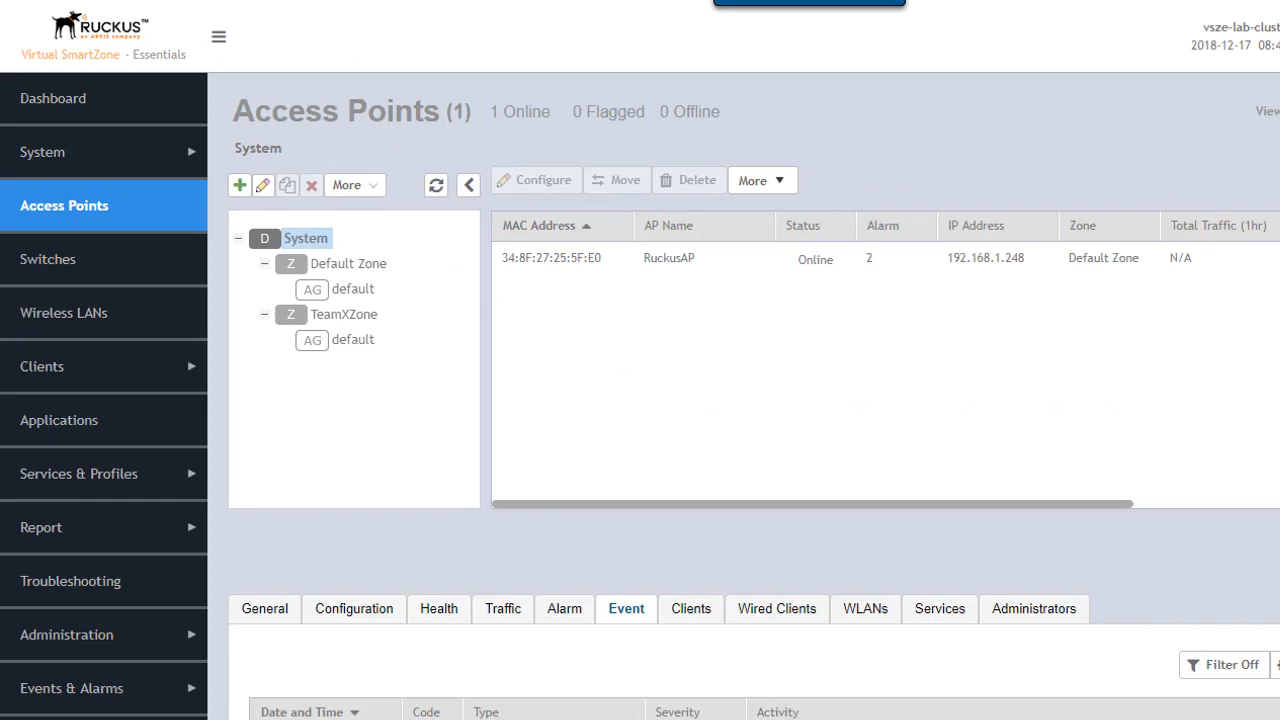 RUCKUS™
an ARRIS company
Virtual SmartZone - Essentials
vsze-lab-clust
2018-12-17 08:4
Dashboard
System
Access Points
Switches
Wireless LANs
Clients
Applications
Services & Profiles
Report
Troubleshooting
Administration
Events & Alarms
Access Points (1) 1 Online 0 Flagged 0 Offline
View
System
More
Configure Move Delete More
D System
Z Default Zone
AG default
Z TeamXZone
AG default
MAC Address AP Name Status Alarm IP Address Zone Total Traffic (1hr)
34:8F:27:25:5F:E0 RuckusAP Online 2 192.168.1.248 Default Zone N/A
General Configuration Health Traffic Alarm Event Clients Wired Clients WLANs Services Administrators
Filter Off
Date and Time Code Type Severity Activity